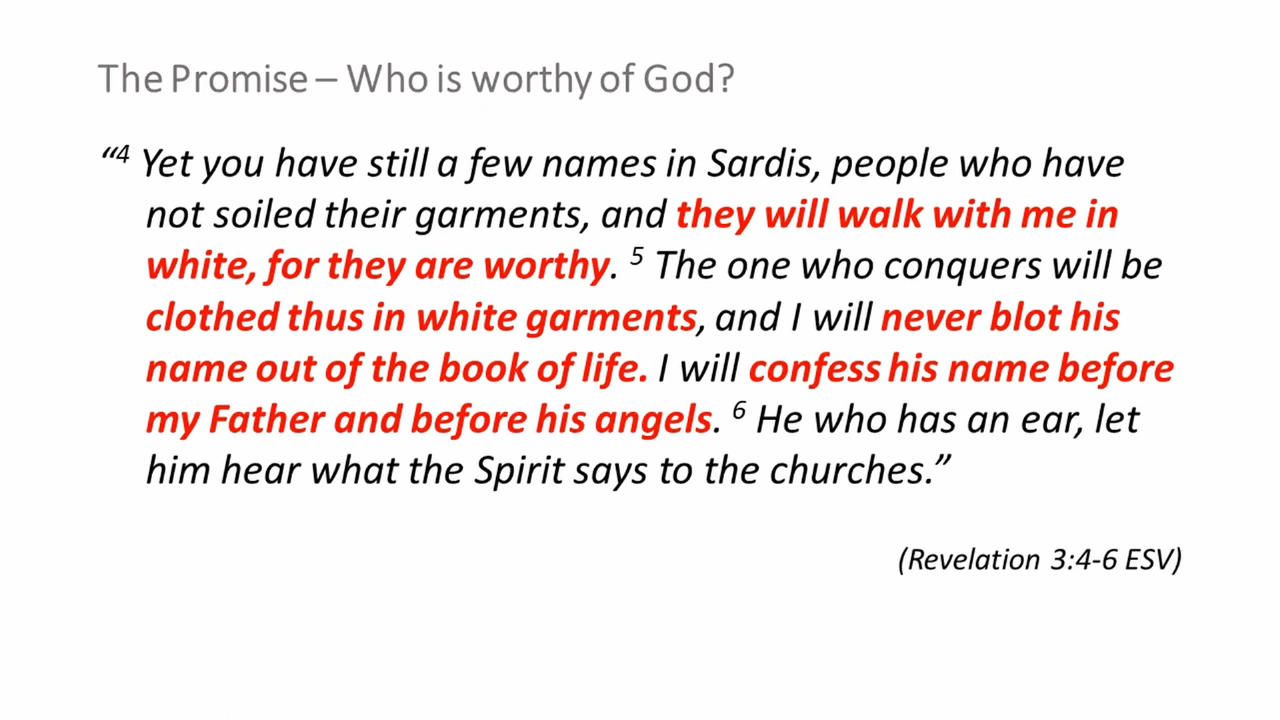 The Promise – Who is worthy of God?
“4 Yet you have still a few names in Sardis, people who have
not soiled their garments, and they will walk with me in
white, for they are worthy. 5 The one who conquers will be
clothed thus in white garments, and I will never blot his
name out of the book of life. I will confess his name before
my Father and before his angels. 6 He who has an ear, let
him hear what the Spirit says to the churches.”
(Revelation 3:4-6 ESV)